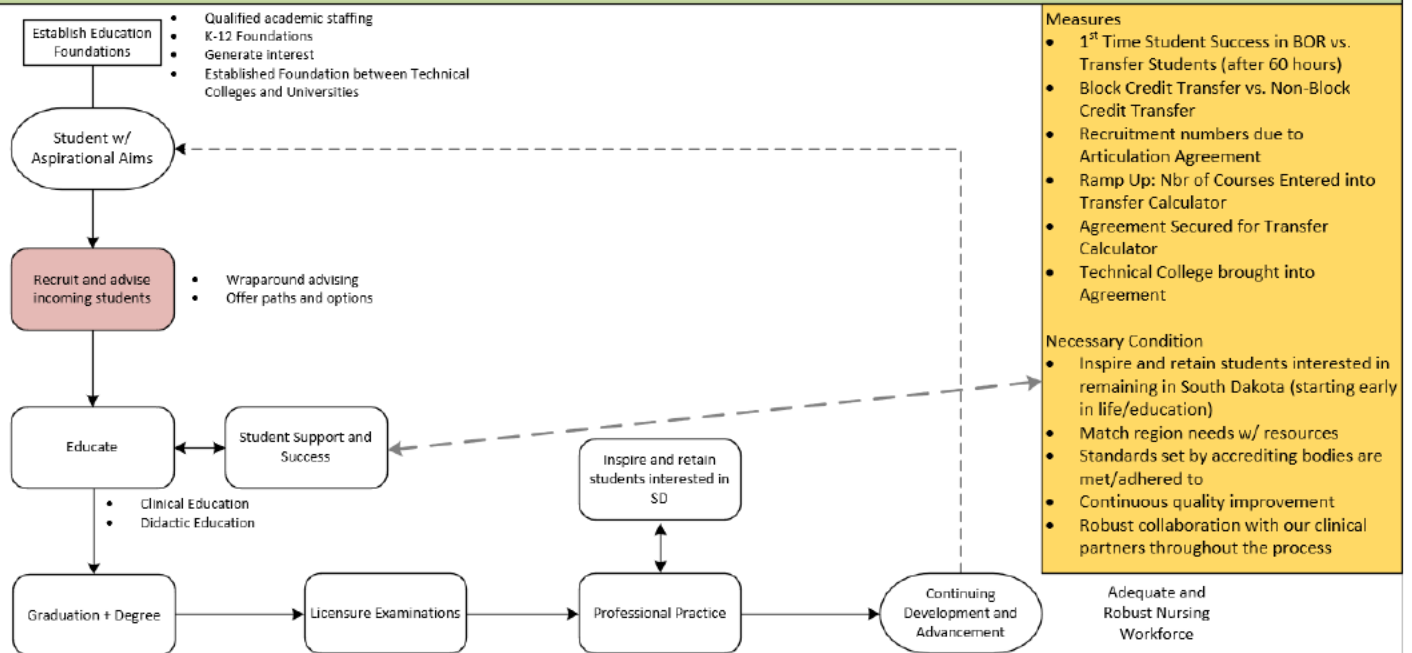 Establish Education
Foundations
• Qualified academic staffing
• K-12 Foundations
• Generate interest
• Established Foundation between Technical
Colleges and Universities
Student w/
Aspirational Aims
Recruit and advise
incoming students
• Wraparound advising
• Offer paths and options
Educate
Student Support and
Success
• Clinical Education
• Didactic Education
Inspire and retain
students interested in
SD
Graduation + Degree
Licensure Examinations
Professional Practice
Continuing
Development and
Advancement
Measures
• 1st Time Student Success in BOR vs.
Transfer Students (after 60 hours)
• Block Credit Transfer vs. Non-Block
Credit Transfer
• Recruitment numbers due to
Articulation Agreement
• Ramp Up: Nbr of Courses Entered into
Transfer Calculator
• Agreement Secured for Transfer
Calculator
• Technical College brought into
Agreement
Necessary Condition
• Inspire and retain students interested in
remaining in South Dakota (starting early
in life/education)
• Match region needs w/ resources
• Standards set by accrediting bodies are
met/adhered to
• Continuous quality improvement
• Robust collaboration with our clinical
partners throughout the process
Adequate and
Robust Nursing
Workforce